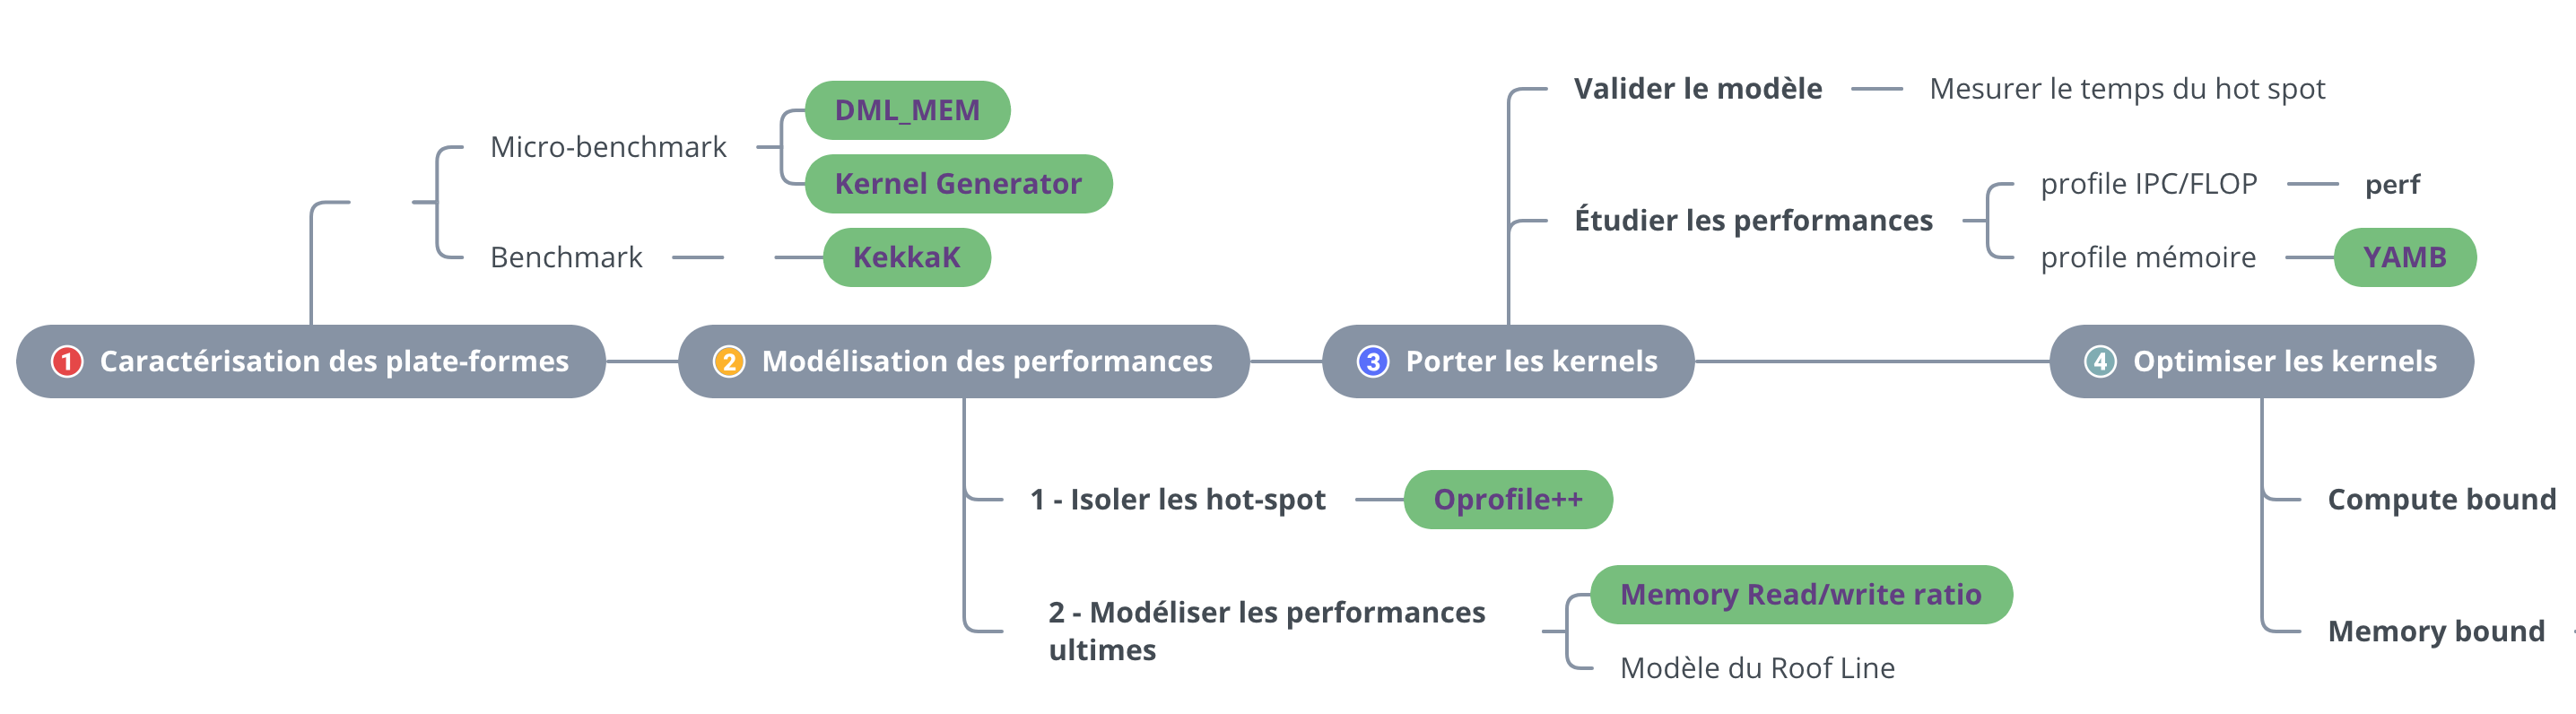 DML_MEM
Micro-benchmark
Kernel Generator
Benchmark
KekkaK
Valider le modèle
Mesurer le temps du hot spot
Étudier les performances
profile IPC/FLOP
perf
profile mémoire
YAMB
1 Caractérisation des plate-formes
2 Modélisation des performances
3 Porter les kernels
4 Optimiser les kernels
1 - Isoler les hot-spot
Oprofile++
2 - Modéliser les performances
ultimes
Memory Read/write ratio
Modèle du Roof Line
Compute bound
Memory bound